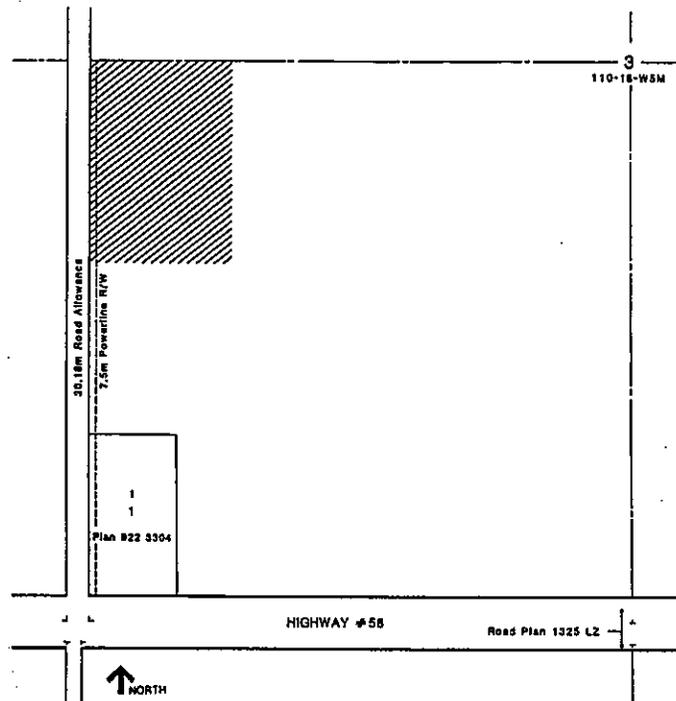 3
110-18-W5M
30.18m Road Allowance
7.5m Powerline R/W
1
1
Plan 922 3304
HIGHWAY #58
Road Plan 1325 LZ
NORTH